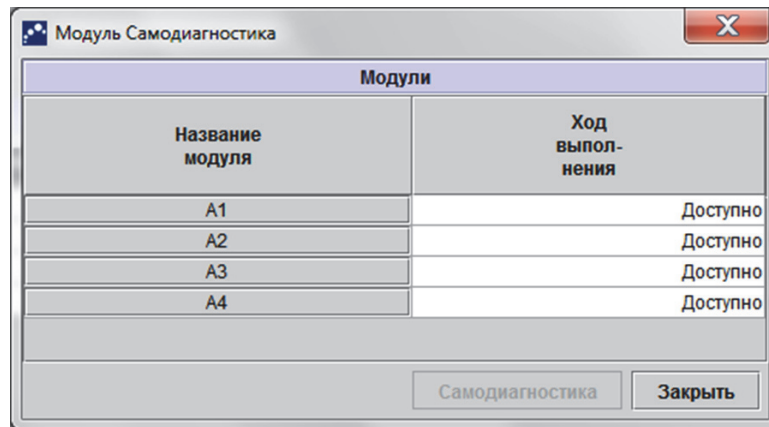 Модуль Самодиагностика
Модули
Название
модуля
Ход
выпол-
нения
A1
Доступно
A2
Доступно
A3
Доступно
A4
Доступно
Самодиагностика
Закрыть